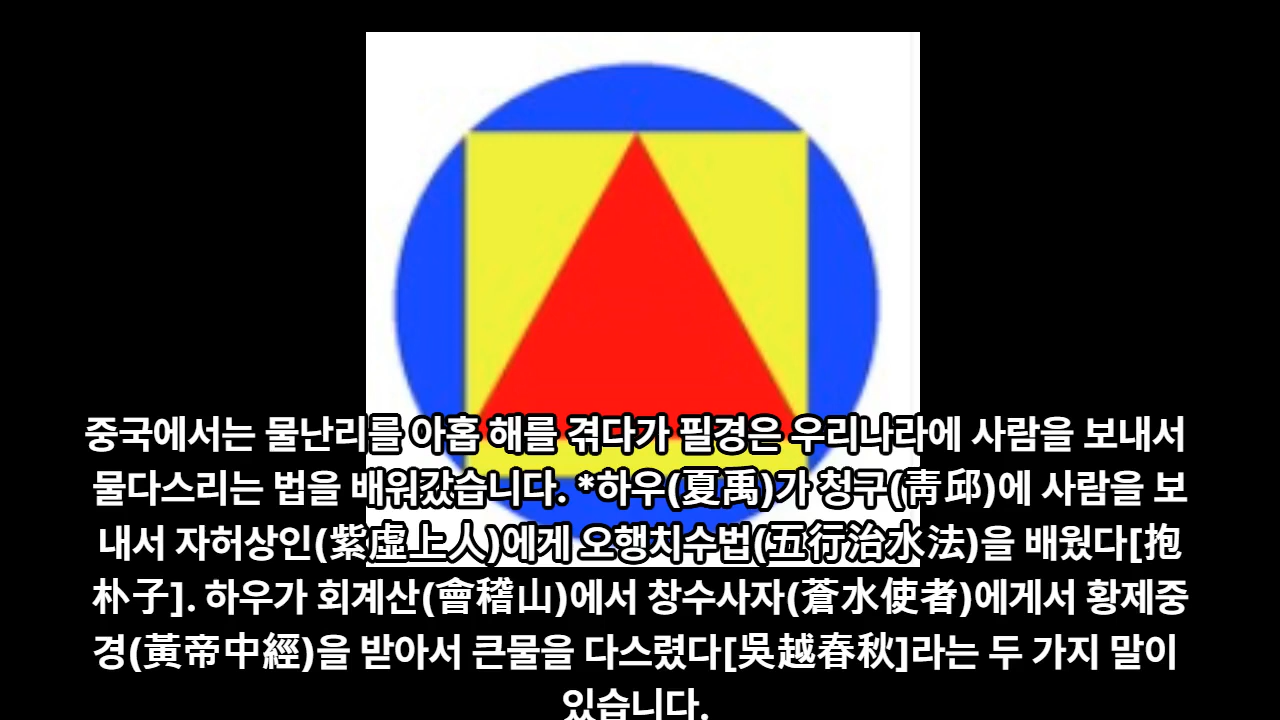 중국에서는 물난리를 아홉 해를 겪다가 필경은 우리나라에 사람을 보내서
물다스리는 법을 배워갔습니다. *하우(夏禹)가 청구(靑邱)에 사람을 보
내서 자허상인(紫虛上人)에게 오행치수법(五行治水法)을 배웠다[抱
朴子]. 하우가 회계산(會稽山)에서 창수사자(蒼水使者)에게서 황제중
경(黃帝中經)을 받아서 큰물을 다스렸다[吳越春秋]라는 두 가지 말이
있습니다.